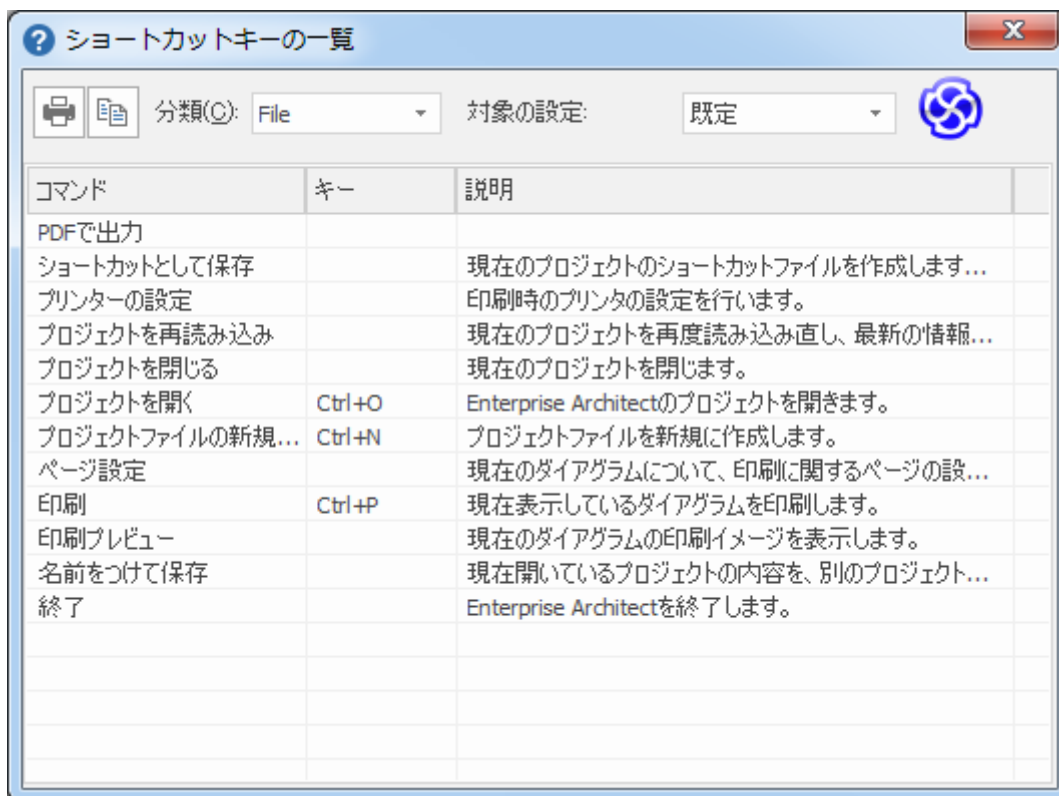 ショートカットキーの一覧
分類(C): File 対象の設定: 既定
コマンド キー 説明
PDFで出力
ショートカットとして保存 現在のプロジェクトのショートカットファイルを作成します...
プリンターの設定 印刷時のプリンタの設定を行います。
プロジェクトを再読み込み 現在のプロジェクトを再度読み込み直し、最新の情報...
プロジェクトを閉じる 現在のプロジェクトを閉じます。
プロジェクトを開く Ctrl+O Enterprise Architectのプロジェクトを開きます。
プロジェクトファイルの新規... Ctrl+N プロジェクトファイルを新規に作成します。
ページ設定 現在のダイアグラムについて、印刷に関するページの設...
印刷 Ctrl+P 現在表示しているダイアグラムを印刷します。
印刷プレビュー 現在のダイアグラムの印刷イメージを表示します。
名前をつけて保存 現在開いているプロジェクトの内容を、別のプロジェクト...
終了 Enterprise Architectを終了します。